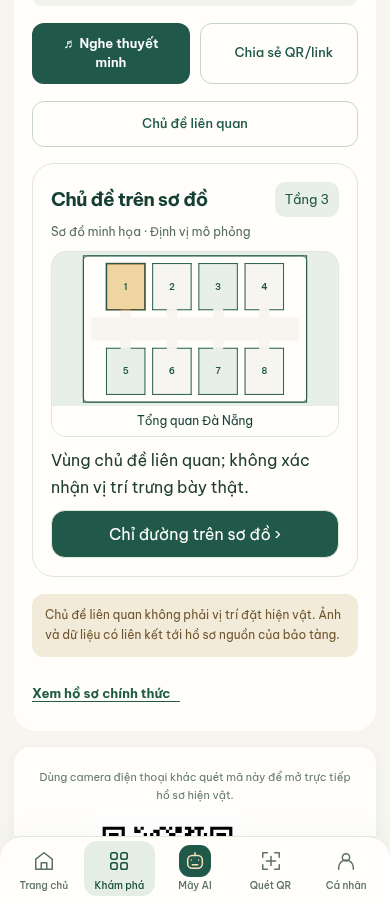 ♬ Nghe thuyết
minh
Chia sẻ QR/link
Chủ đề liên quan
Chủ đề trên sơ đồ
Tầng 3
Sơ đồ minh họa · Định vị mô phỏng
1 2 3 4
5 6 7 8
Tổng quan Đà Nẵng
Vùng chủ đề liên quan; không xác
nhận vị trí trưng bày thật.
Chỉ đường trên sơ đồ ›
Chủ đề liên quan không phải vị trí đặt hiện vật. Ảnh
và dữ liệu có liên kết tới hồ sơ nguồn của bảo tàng.
Xem hồ sơ chính thức
Dùng camera điện thoại khác quét mã này để mở trực tiếp
hồ sơ hiện vật.
Trang chủ Khám phá Mây AI Quét QR Cá nhân